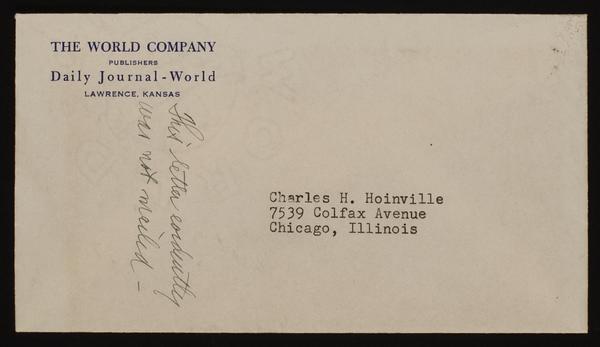 THE WORLD COMPANY
PUBLISHERS
Daily Journal-World
LAWRENCE, KANSAS
This letter evidently
was not mailed –
Charles H. Hoinville
7539 Colfax Avenue
Chicago, Illinois